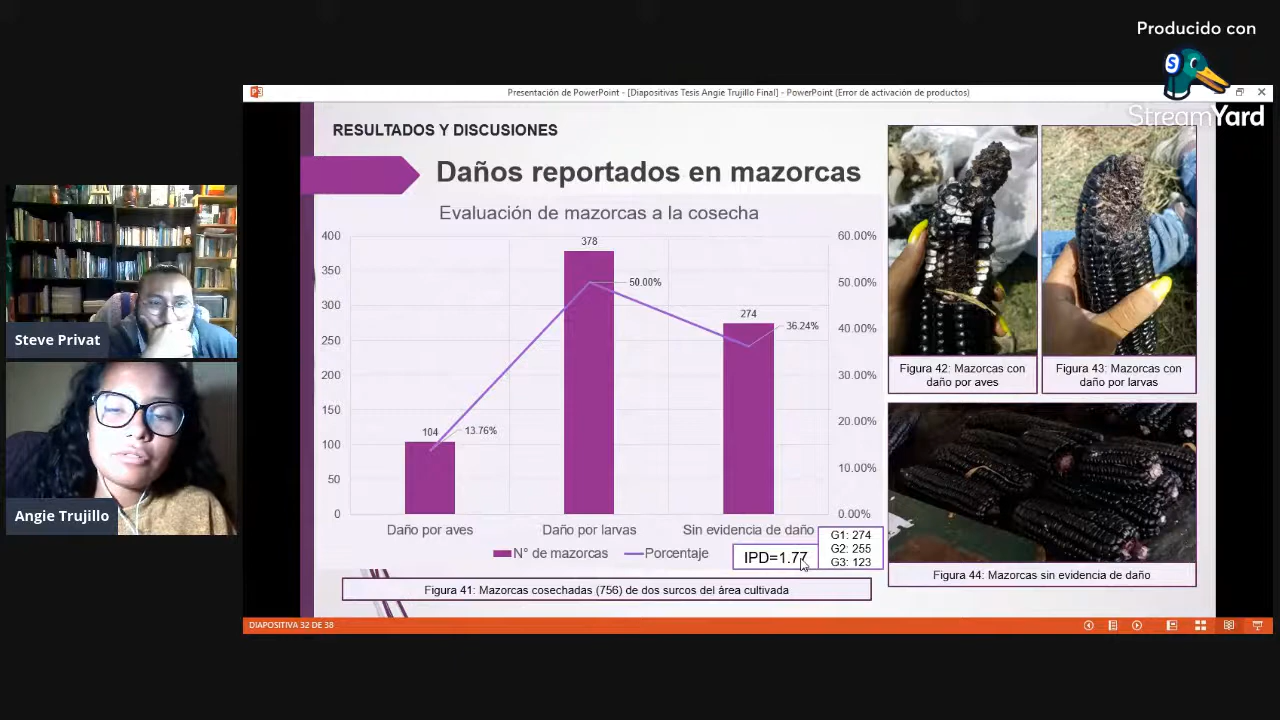 Producido con
StreamYard
Presentación de PowerPoint - [Diapositivas Tesis Angie Trujillo Final] - PowerPoint (Error de activación de productos)
RESULTADOS Y DISCUSIONES
Daños reportados en mazorcas
Evaluación de mazorcas a la cosecha
400
350
300
250
200
150
100
50
0
60.00%
50.00%
40.00%
30.00%
20.00%
10.00%
0.00%
104
13.76%
378
50.00%
274
36.24%
Daño por aves
Daño por larvas
Sin evidencia de daño
N° de mazorcas
Porcentaje
IPD=1.77
G1: 274
G2: 255
G3: 123
Figura 41: Mazorcas cosechadas (756) de dos surcos del área cultivada
Figura 42: Mazorcas con
daño por aves
Figura 43: Mazorcas con
daño por larvas
Figura 44: Mazorcas sin evidencia de daño
Steve Privat
Angie Trujillo
DIAPOSITIVA 32 DE 38